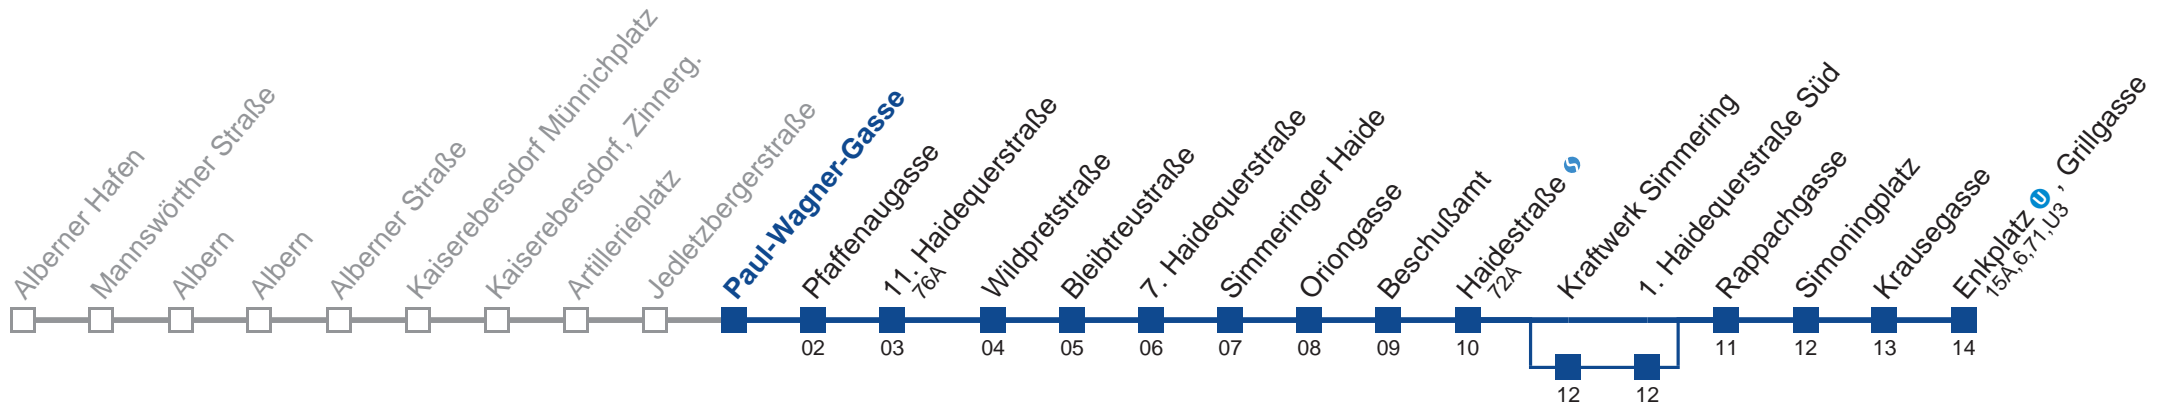 Alberner Hafen
Mannswörther Straße
Albern
Albern
Alberner Straße
Kaiserebersdorf Münnichplatz
Kaiserebersdorf, Zinnerg.
Artillerieplatz
Jedletzbergerstraße
Paul-Wagner-Gasse
Pfaffenaugasse
11. Haidequerstraße
76A
Wildpretstraße
Bleibtreustraße
7. Haidequerstraße
Simmeringer Haide
Oriongasse
Beschußamt
Haidestraße S
72A
Kraftwerk Simmering
1. Haidequerstraße Süd
Rappachgasse
Simoningplatz
Krausegasse
Enkplatz U , Grillgasse
15A,6,71,U3
02 03 04 05 06 07 08 09 10 11 12 13 14
12 12